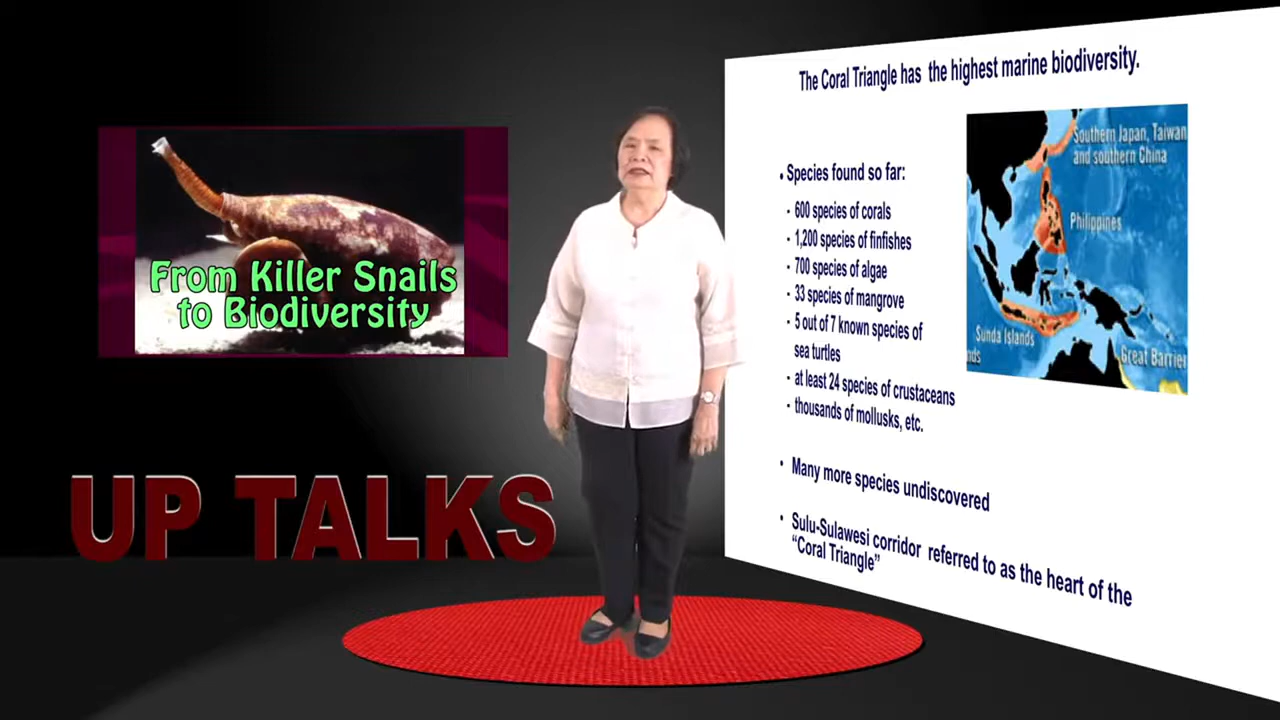 From Killer Snails
to Biodiversity
UP TALKS
The Coral Triangle has the highest marine biodiversity.
• Species found so far:
- 600 species of corals
- 1,200 species of finfishes
- 700 species of algae
- 33 species of mangrove
- 5 out of 7 known species of
sea turtles
- at least 24 species of crustaceans
- thousands of mollusks, etc.
• Many more species undiscovered
• Sulu-Sulawesi corridor referred to as the heart of the
“Coral Triangle”
Southern Japan, Taiwan
and southern China
Philippines
Sunda Islands
nds
Great Barrier